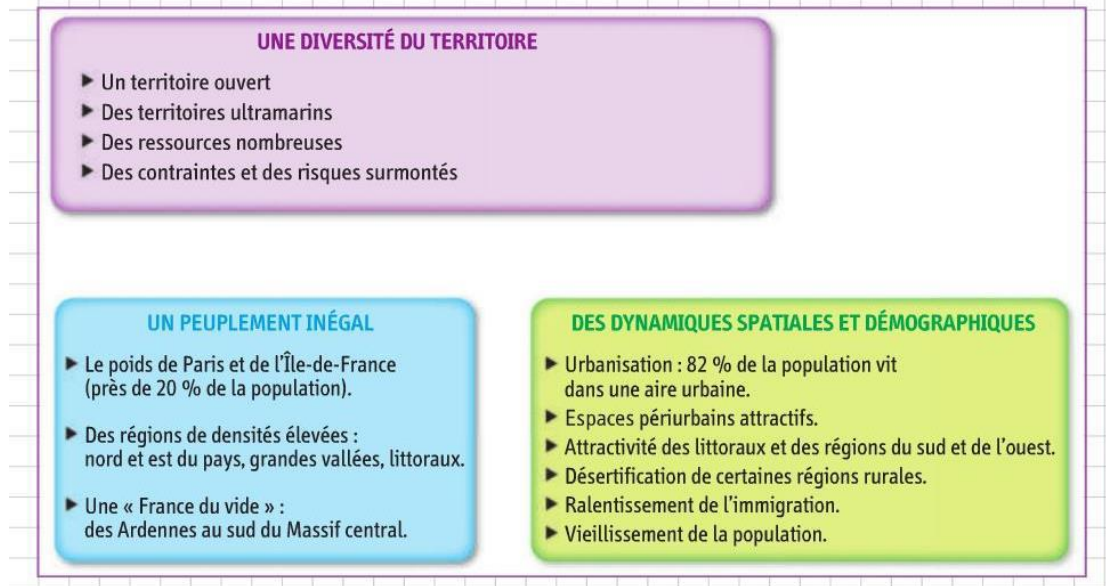 UNE DIVERSITÉ DU TERRITOIRE
▶ Un territoire ouvert
▶ Des territoires ultramarins
▶ Des ressources nombreuses
▶ Des contraintes et des risques surmontés
UN PEUPLEMENT INÉGAL
▶ Le poids de Paris et de l'Île-de-France
(près de 20 % de la population).
▶ Des régions de densités élevées :
nord et est du pays, grandes vallées, littoraux.
▶ Une « France du vide » :
des Ardennes au sud du Massif central.
DES DYNAMIQUES SPATIALES ET DÉMOGRAPHIQUES
▶ Urbanisation : 82 % de la population vit
dans une aire urbaine.
▶ Espaces périurbains attractifs.
▶ Attractivité des littoraux et des régions du sud et de l'ouest.
▶ Désertification de certaines régions rurales.
▶ Ralentissement de l'immigration.
▶ Vieillissement de la population.